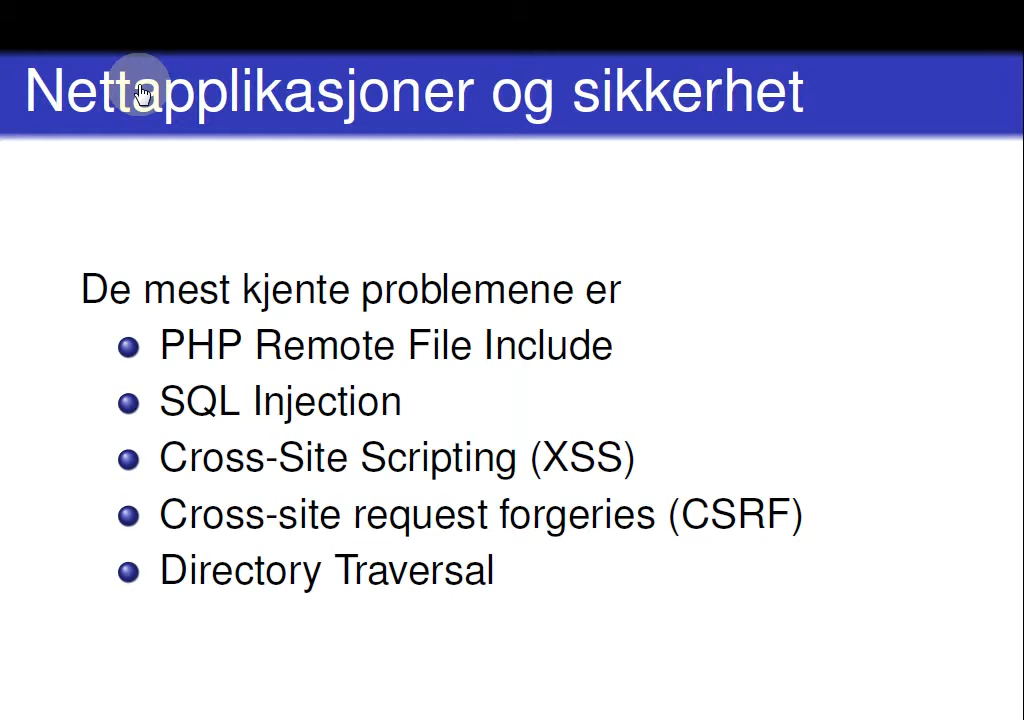 Nettapplikasjoner og sikkerhet
De mest kjente problemene er
PHP Remote File Include
SQL Injection
Cross-Site Scripting (XSS)
Cross-site request forgeries (CSRF)
Directory Traversal